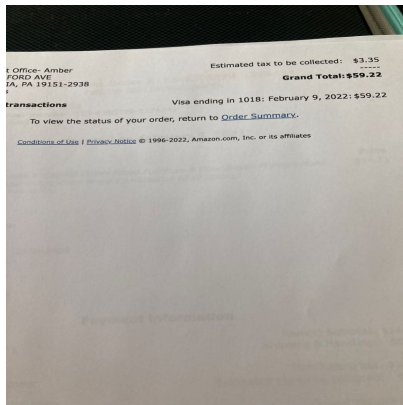 t Office- Amber
FORD AVE
IA, PA 19151-2938
s
transactions
Estimated tax to be collected: $3.35
-----
Grand Total:$59.22
Visa ending in 1018: February 9, 2022:$59.22
To view the status of your order, return to Order Summary.
Conditions of Use | Privacy Notice © 1996-2022, Amazon.com, Inc. or its affiliates
Payment Information